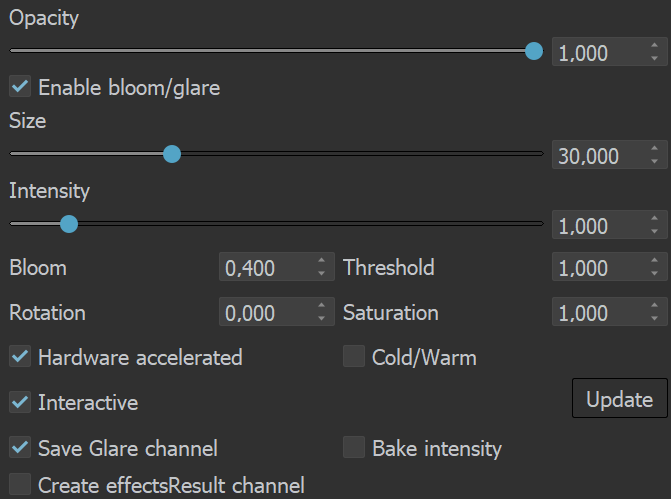 Opacity
1,000
Enable bloom/glare
Size
30,000
Intensity
1,000
Bloom 0,400 Threshold 1,000
Rotation 0,000 Saturation 1,000
Hardware accelerated Cold/Warm
Interactive Update
Save Glare channel Bake intensity
Create effectsResult channel